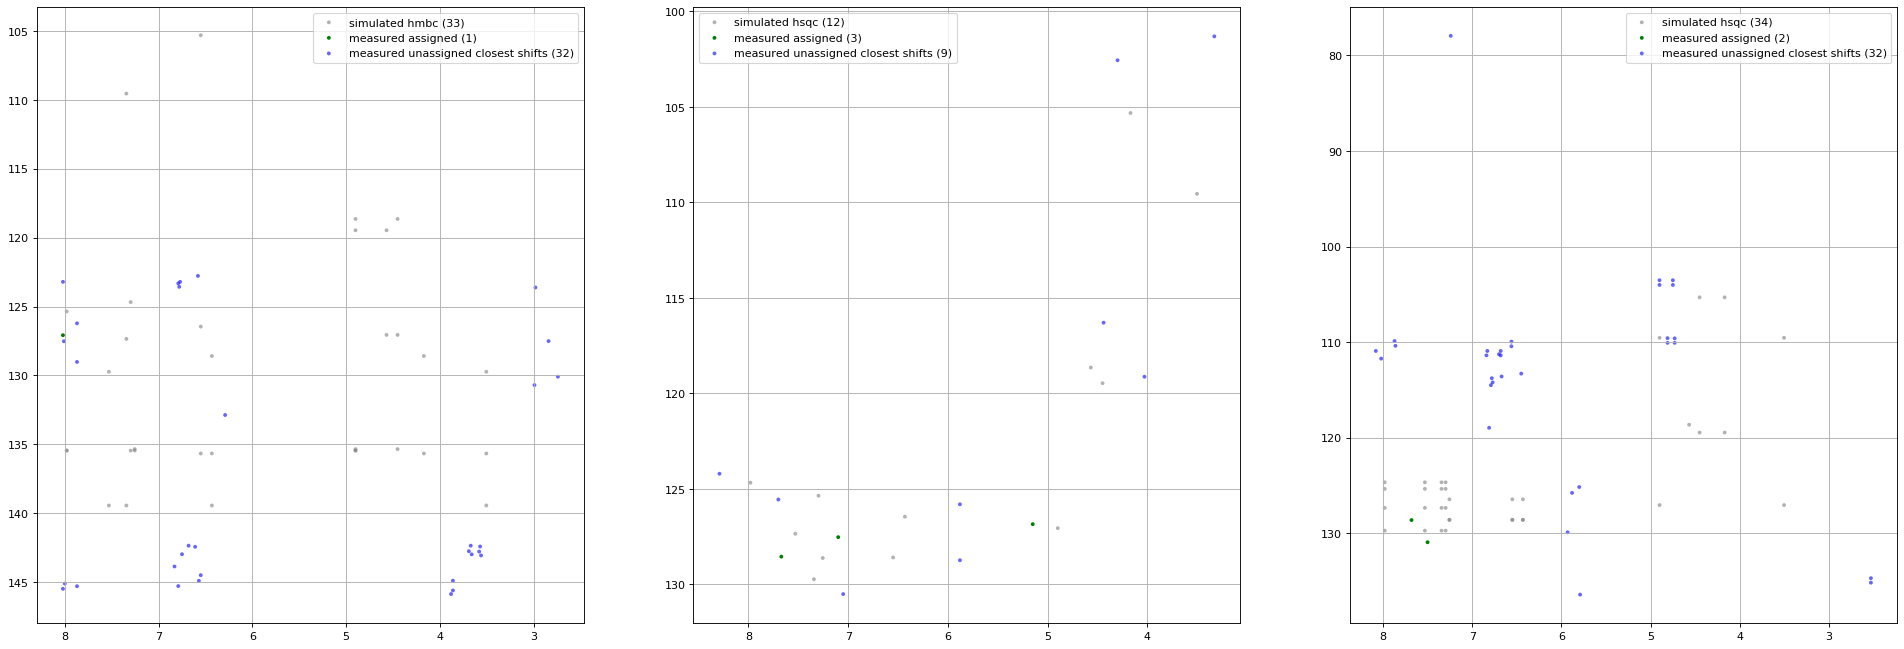 simulated hmbc (33)
measured assigned (1)
measured unassigned closest shifts (32)
105
110
115
120
125
130
135
140
145
8 7 6 5 4 3
simulated hsqc (12)
measured assigned (3)
measured unassigned closest shifts (9)
100
105
110
115
120
125
130
8 7 6 5 4
simulated hsqc (34)
measured assigned (2)
measured unassigned closest shifts (32)
80
90
100
110
120
130
8 7 6 5 4 3